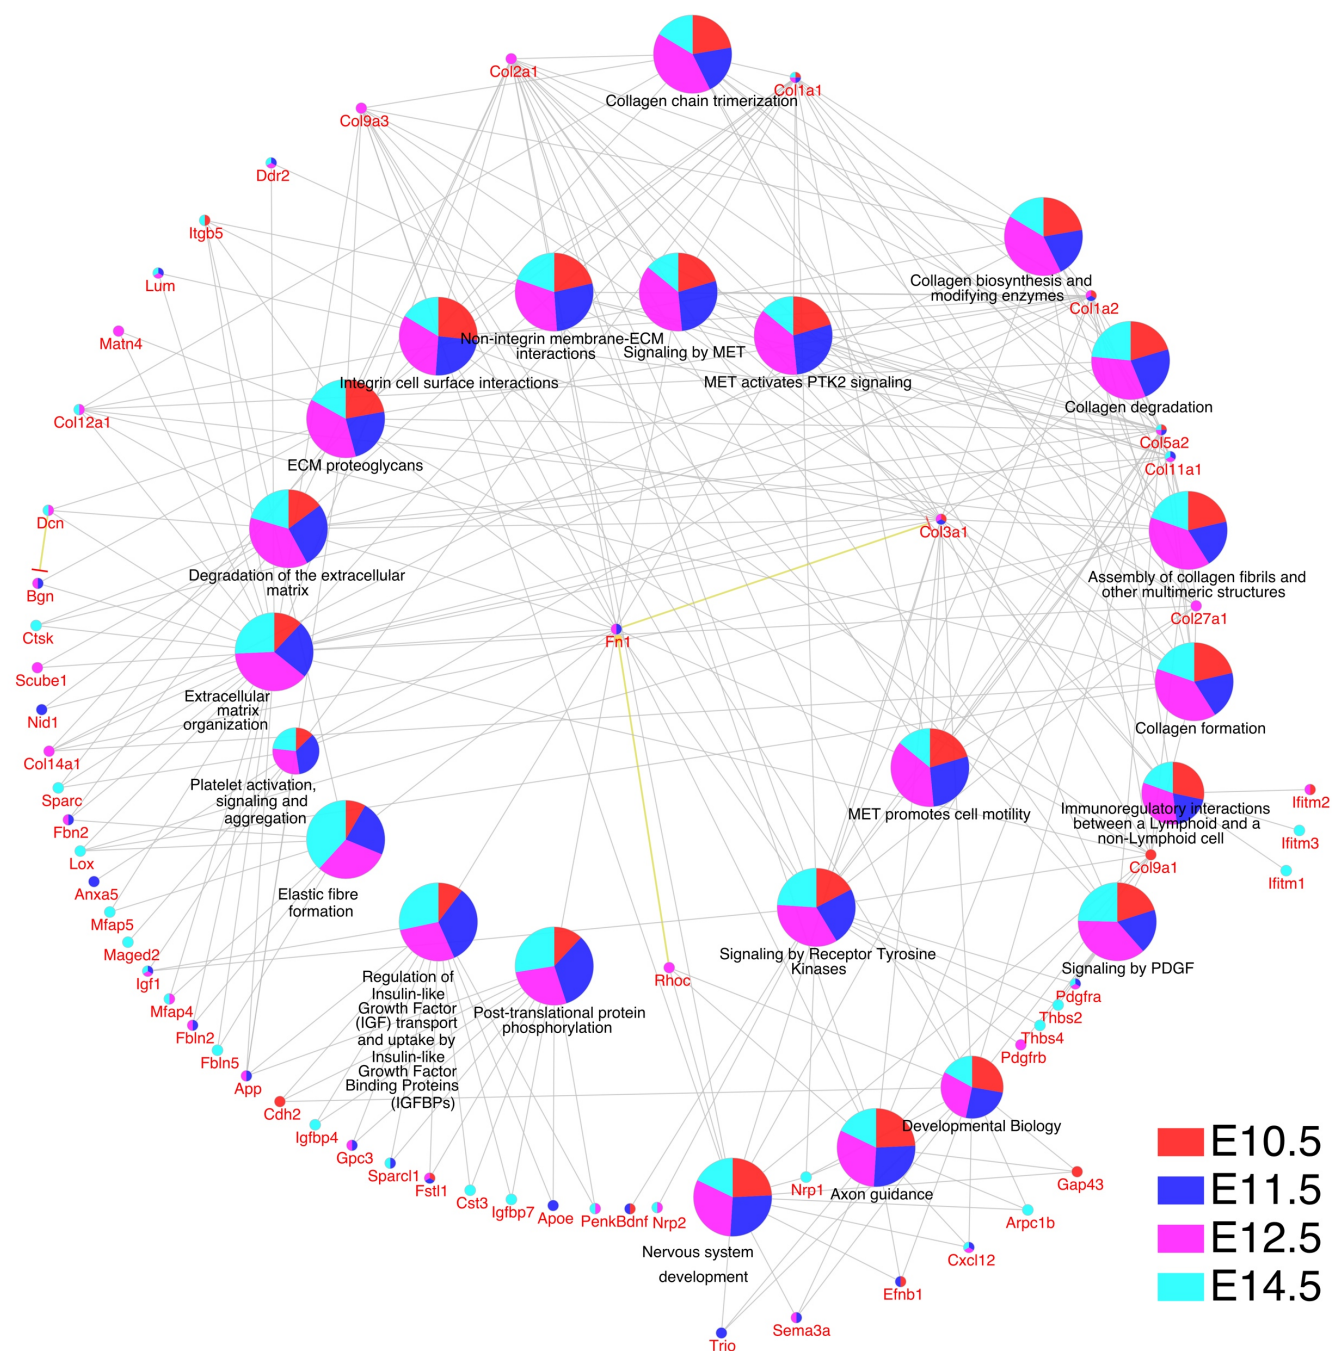 Col2a1
Collagen chain trimerization
Col1a1
Col9a3
Ddr2
Itgb5
Lum
Matn4
Col12a1
Collagen biosynthesis and
modifying enzymes
Col1a2
Non-integrin membrane-ECM
interactions
Signaling by MET
MET activates PTK2 signaling
Integrin cell surface interactions
Collagen degradation
Col5a2
Col11a1
ECM proteoglycans
Dcn
Col3a1
Degradation of the extracellular
matrix
Assembly of collagen fibrils and
other multimeric structures
Bgn
Col27a1
Ctsk
Fn1
Scube1
Extracellular
matrix
organization
Nid1
Collagen formation
Col14a1
Platelet activation,
signaling and
aggregation
Sparc
MET promotes cell motility
Immunoregulatory interactions
between a Lymphoid and a
non-Lymphoid cell
Ifitm2
Ifitm3
Ifitm1
Fbn2
Lox
Col9a1
Anxa5
Elastic fibre
formation
Mfap5
Maged2
Signaling by Receptor Tyrosine
Kinases
Signaling by PDGF
Igf1
Regulation of
Insulin-like
Growth Factor
(IGF) transport
and uptake by
Insulin-like
Growth Factor
Binding Proteins
(IGFBPs)
Post-translational protein
phosphorylation
Rhoc
Pdgfra
Thbs2
Thbs4
Pdgfrb
Mfap4
Fbln2
Fbln5
App
Cdh2
Igfbp4
Gpc3
Sparcl1
Fstl1
Cst3
Igfbp7
Apoe
Penk
Bdnf
Nrp2
Developmental Biology
Nrp1
Axon guidance
Gap43
Arpc1b
Cxcl12
Nervous system
development
Efnb1
Sema3a
Trio
E10.5
E11.5
E12.5
E14.5